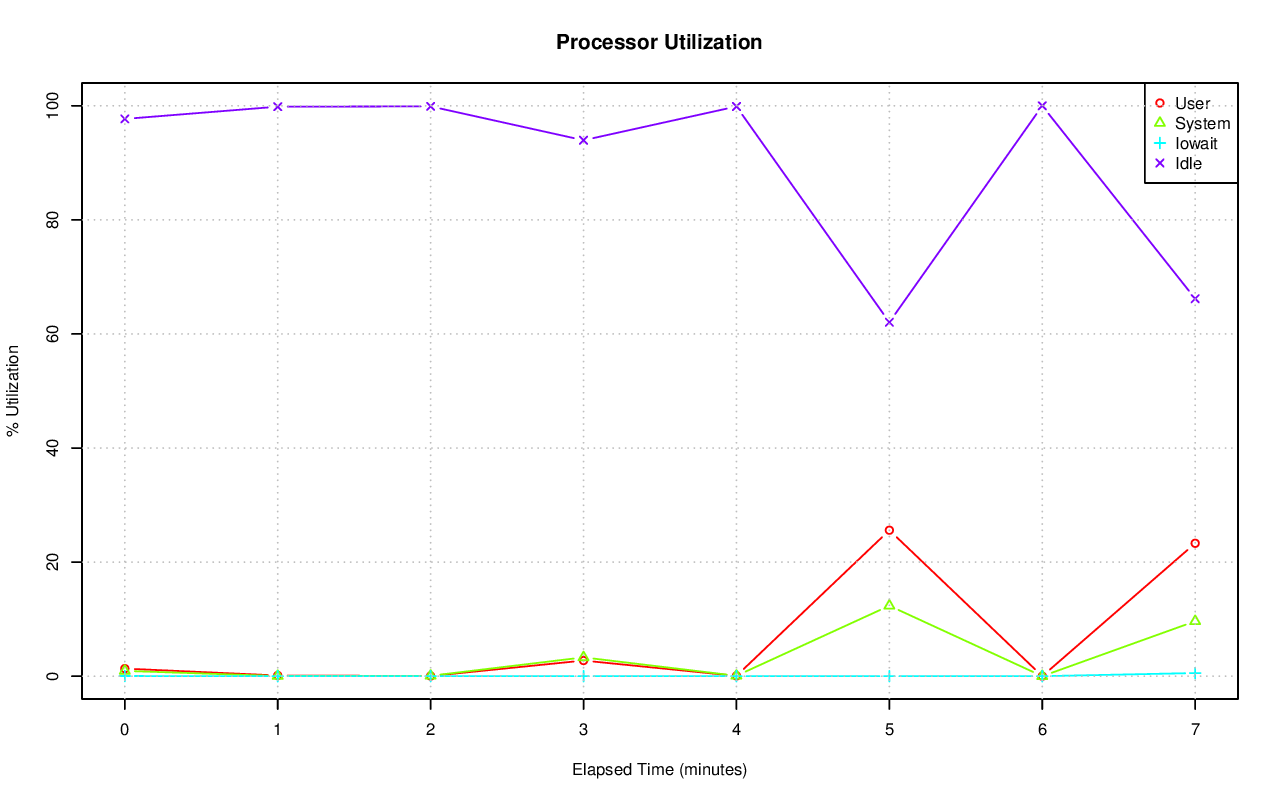 Processor Utilization
100
80
60
40
20
0
% Utilization
User
System
Iowait
Idle
0 1 2 3 4 5 6 7
Elapsed Time (minutes)